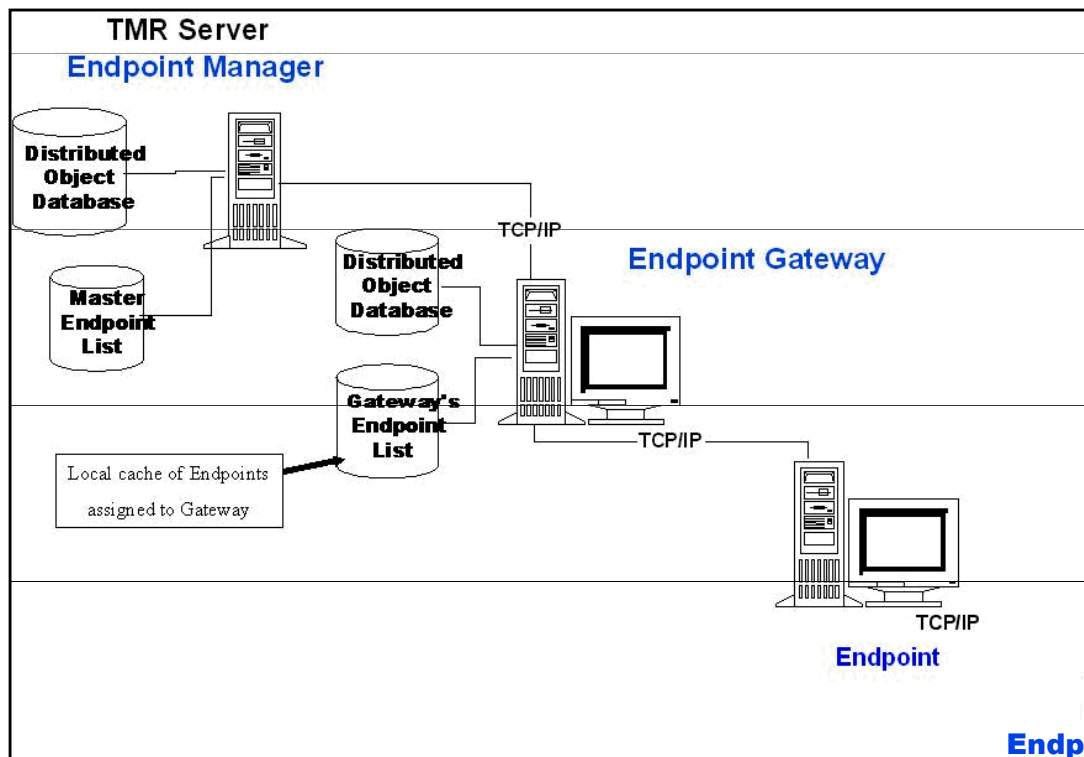 TMR Server
Endpoint Manager
Distributed
Object
Database
TCP/IP
Master
Endpoint
List
Distributed
Object
Database
Endpoint Gateway
Gateway's
Endpoint
List
TCP/IP
Local cache of Endpoints
assigned to Gateway
TCP/IP
Endpoint
Endp